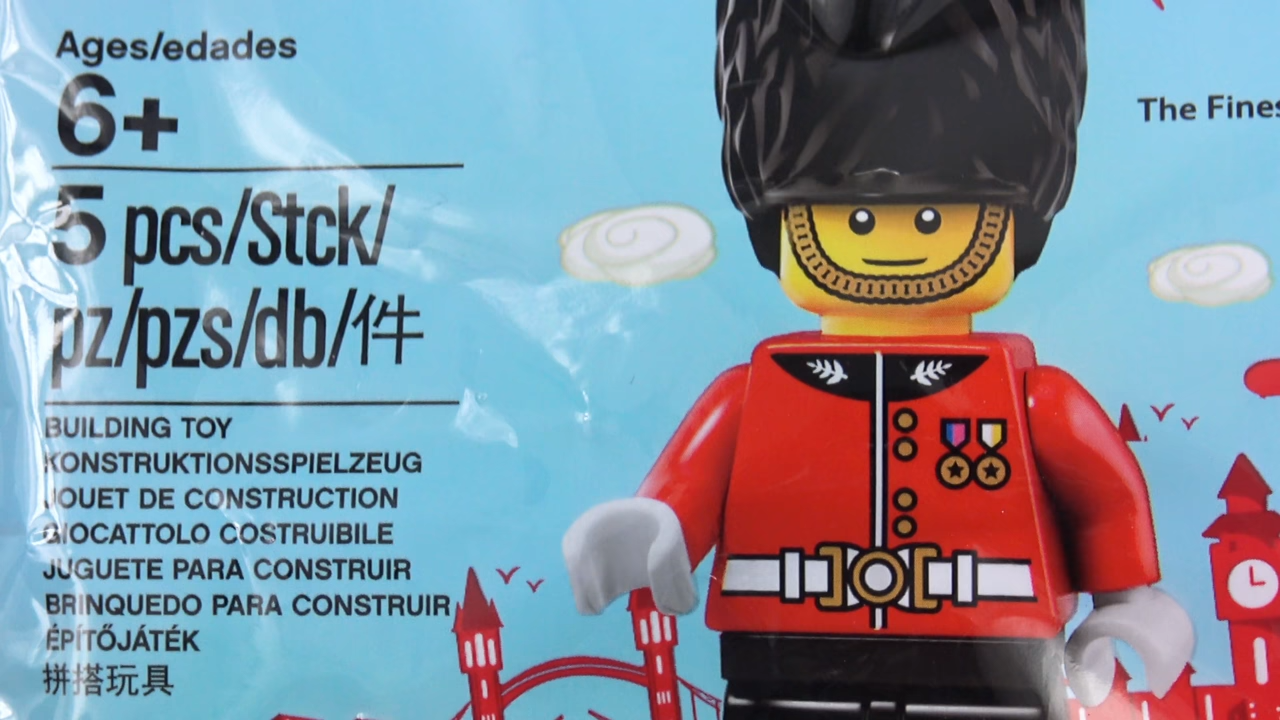 Ages/edades
6+
5 pcs/Stck/
pz/pzs/db/件
BUILDING TOY
KONSTRUKTIONSSPIELZEUG
JOUET DE CONSTRUCTION
GIOCATTOLO COSTRUIBILE
JUGUETE PARA CONSTRUIR
BRINQUEDO PARA CONSTRUIR
ÉPÍTŐJÁTÉK
拼搭玩具
The